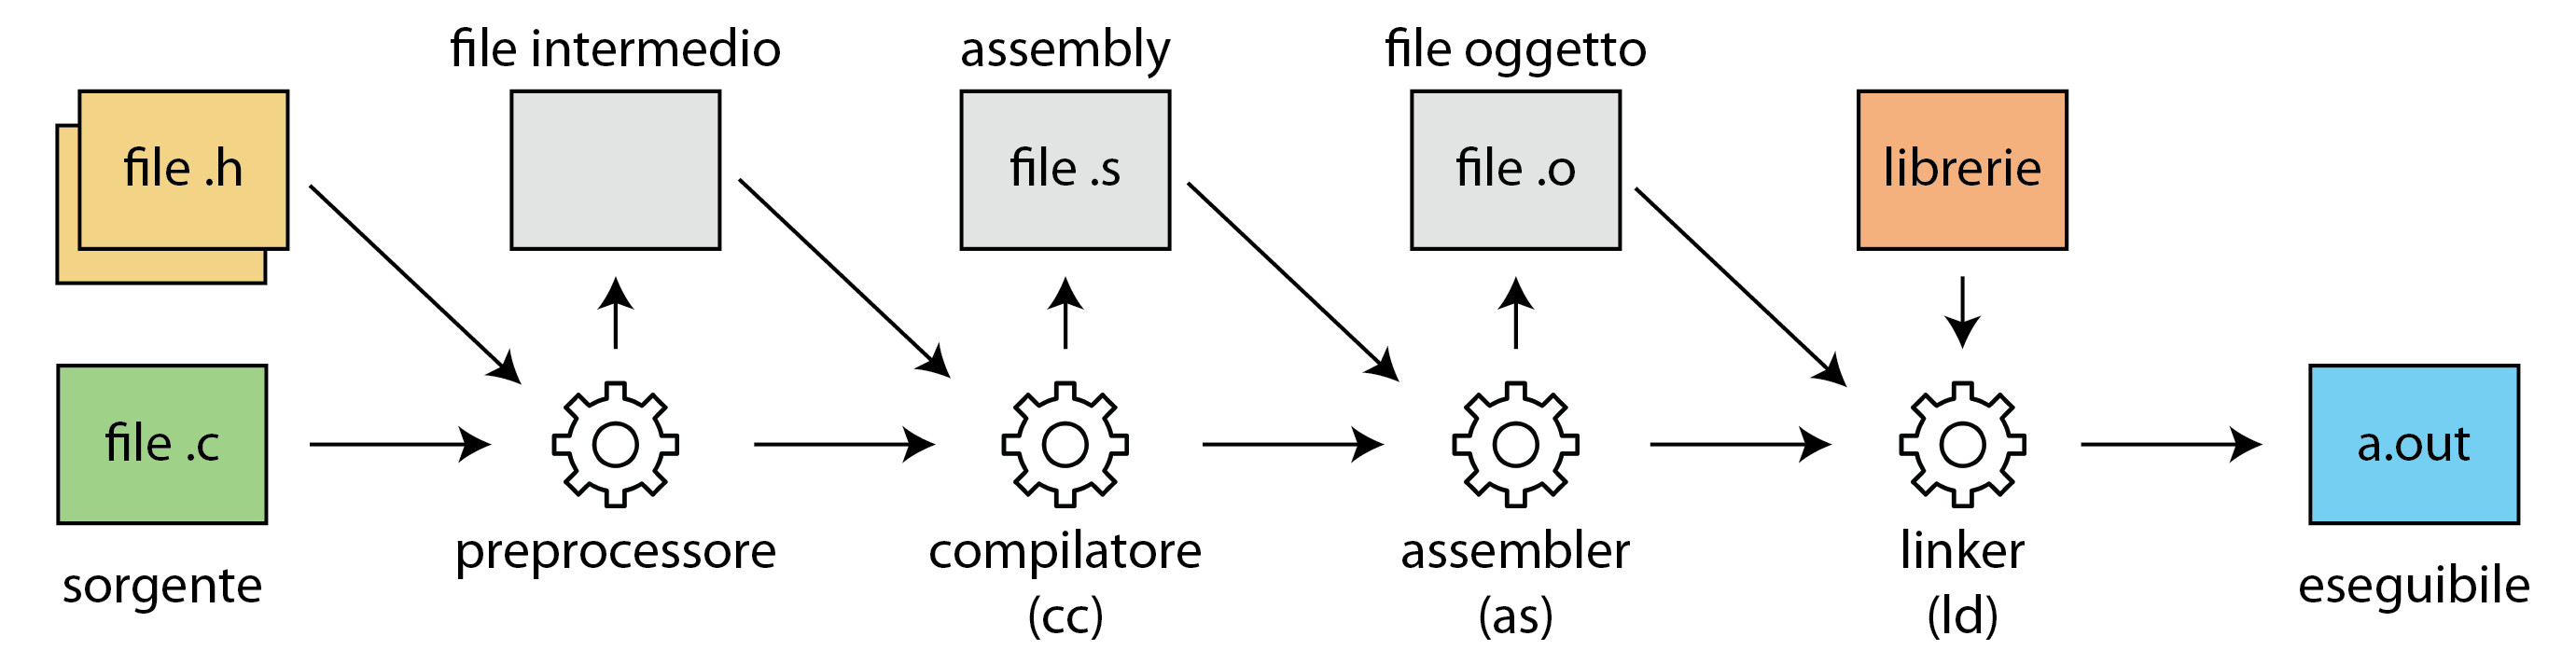 file intermedio
assembly
file oggetto
file .h
file .s
file .o
librerie
file .c
a.out
preprocessore
compilatore
(cc)
assembler
(as)
linker
(ld)
sorgente
eseguibile